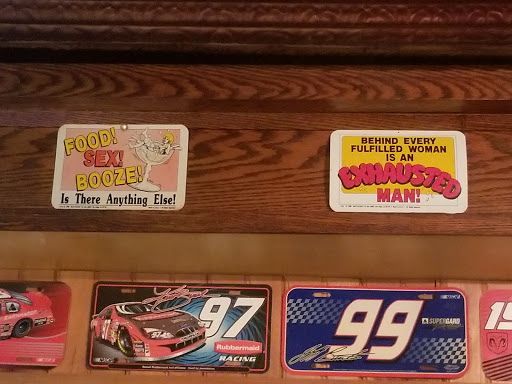 FOOD!
SEX!
BOOZE!
Is There Anything Else!
BEHIND EVERY
FULFILLED WOMAN
IS AN
EXHAUSTED
MAN!
97
Rubbermaid
RACING
99
SUPERGARD
19